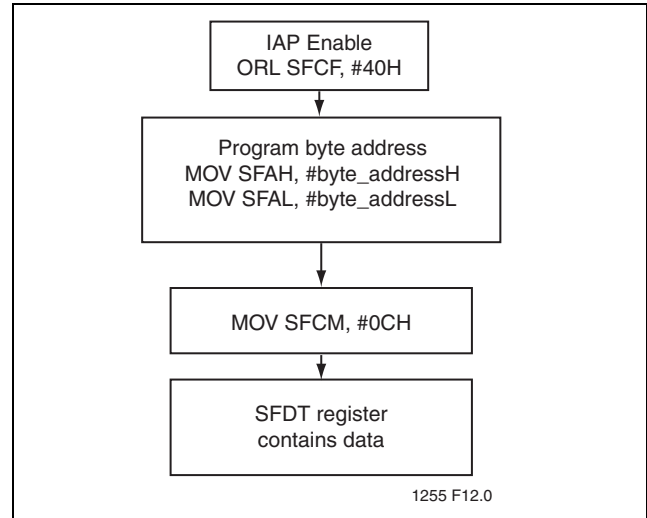 IAP Enable
ORL SFCF, #40H
Program byte address
MOV SFAH, #byte_addressH
MOV SFAL, #byte_addressL
MOV SFCM, #0CH
SFDT register
contains data
1255 F12.0